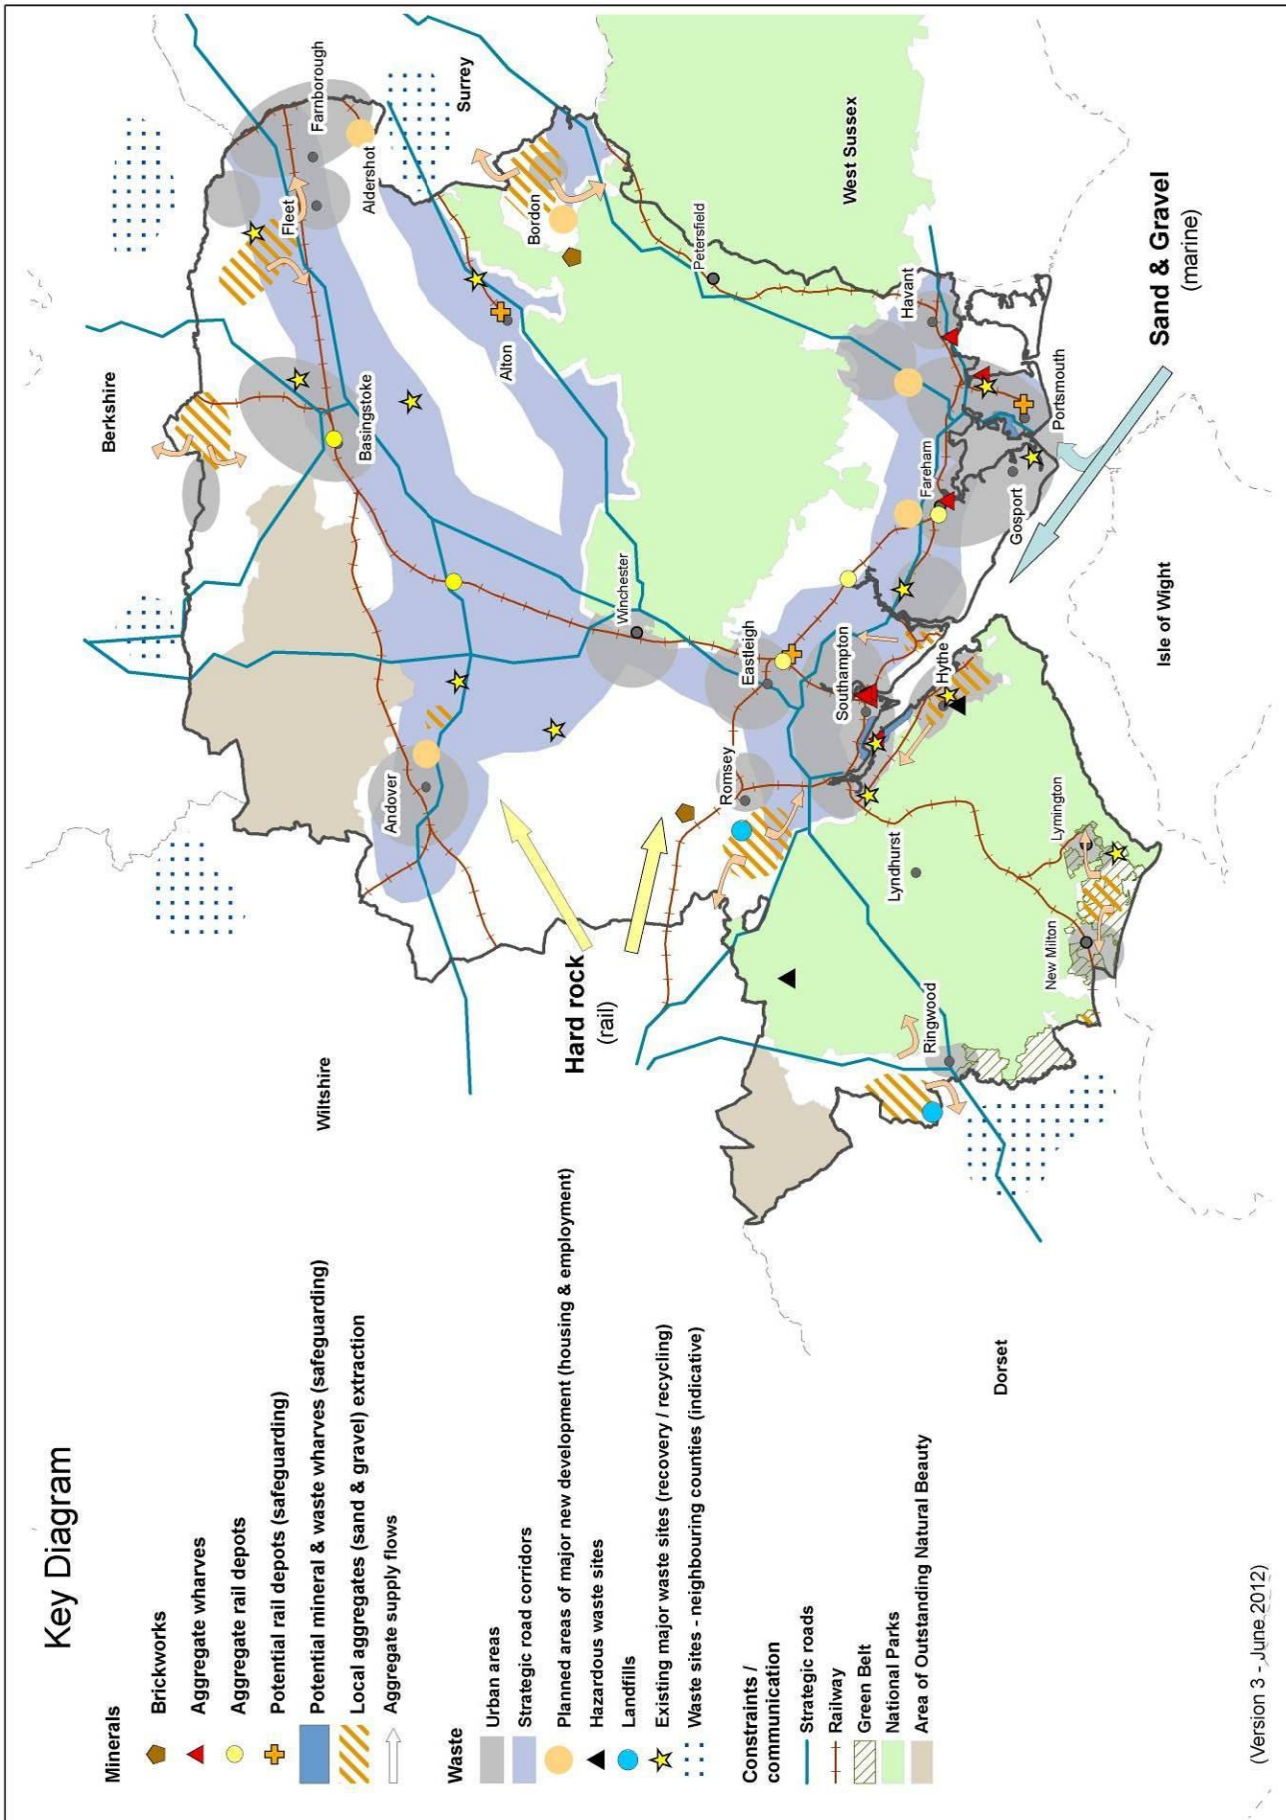 Key Diagram
Minerals
Brickworks
Aggregate wharves
Aggregate rail depots
Potential rail depots (safeguarding)
Potential mineral & waste wharves (safeguarding)
Local aggregates (sand & gravel) extraction
Aggregate supply flows
Waste
Urban areas
Strategic road corridors
Planned areas of major new development (housing & employment)
Hazardous waste sites
Landfills
Existing major waste sites (recovery / recycling)
Waste sites - neighbouring counties (indicative)
Constraints /
communication
Strategic roads
Railway
Green Belt
National Parks
Area of Outstanding Natural Beauty
(Version 3 - June 2012)
Berkshire
Surrey
Wiltshire
West Sussex
Dorset
Isle of Wight
Farnborough
Fleet
Aldershot
Basingstoke
Bordon
Alton
Andover
Petersfield
Winchester
Havant
Hard rock
(rail)
Romsey
Eastleigh
Fareham
Portsmouth
Southampton
Gosport
Sand & Gravel
(marine)
Hythe
Ringwood
Lyndhurst
Lymington
New Milton